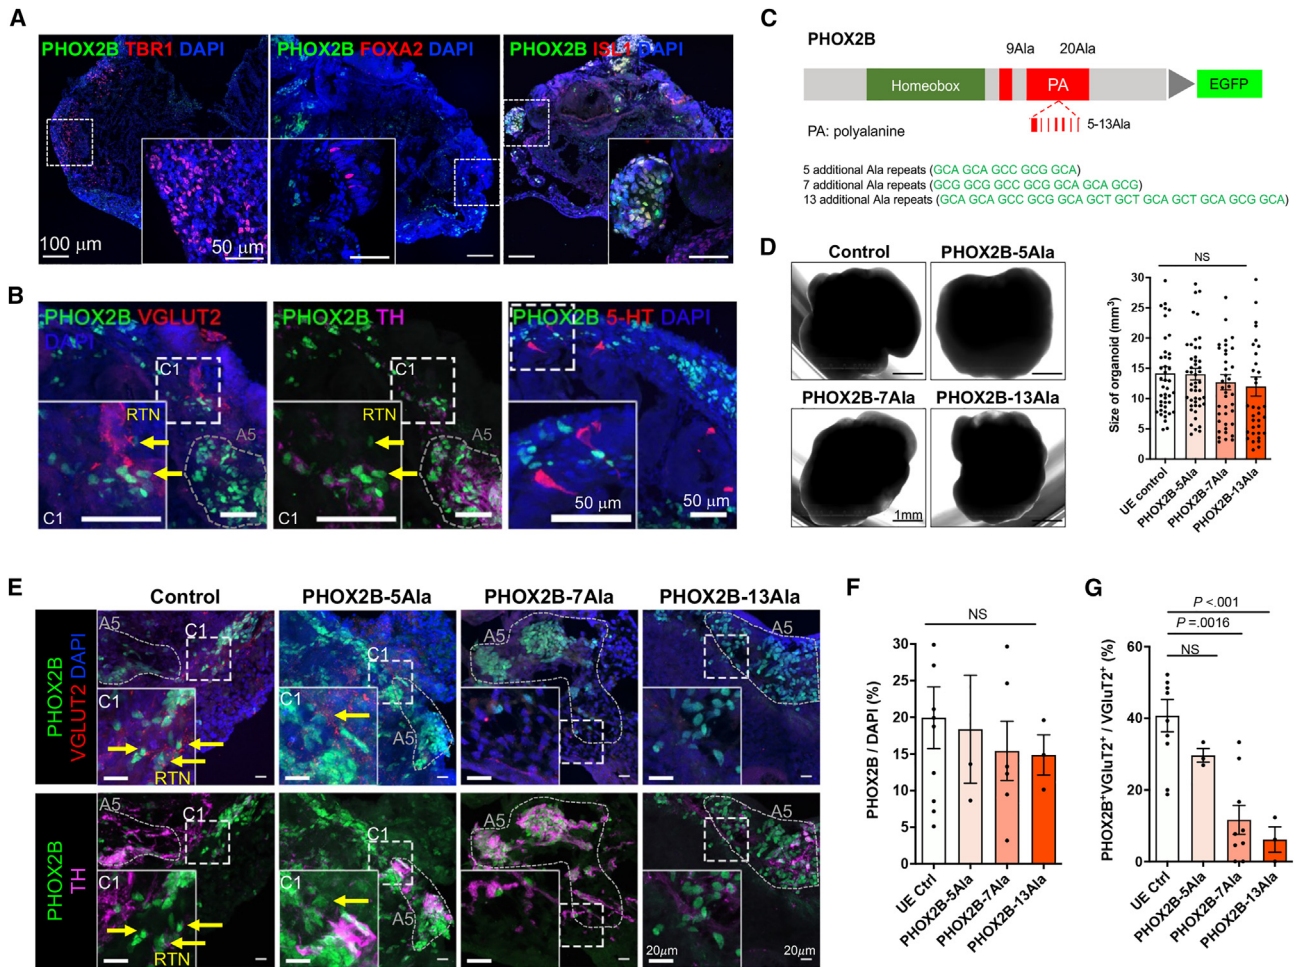 A
PHOX2B TBR1 DAPI
PHOX2B FOXA2 DAPI
PHOX2B ISL1 DAPI
100 µm
50 µm
B
PHOX2B VGLUT2
DAPI
C1
RTN
A5
PHOX2B TH
C1
RTN
A5
C1
PHOX2B 5-HT DAPI
50 µm
50 µm
C
PHOX2B
9Ala
20Ala
Homeobox
PA
EGFP
PA: polyalanine
5-13Ala
5 additional Ala repeats (GCA GCA GCC GCG GCA)
7 additional Ala repeats (GCG GCG GCC GCG GCA GCA GCG)
13 additional Ala repeats (GCA GCA GCC GCG GCA GCT GCT GCA GCT GCA GCG GCA)
D
Control
PHOX2B-5Ala
PHOX2B-7Ala
PHOX2B-13Ala
1mm
NS
Size of organoid (mm³)
30
25
20
15
10
5
0
UE control
PHOX2B-5Ala
PHOX2B-7Ala
PHOX2B-13Ala
E
Control
PHOX2B-5Ala
PHOX2B-7Ala
PHOX2B-13Ala
PHOX2B
VGLUT2 DAPI
A5
C1
C1
RTN
C1
A5
A5
A5
PHOX2B
TH
A5
C1
C1
RTN
C1
C1
A5
A5
A5
20µm
20µm
F
NS
PHOX2B / DAPI (%)
30
25
20
15
10
5
0
UE Ctrl
PHOX2B-5Ala
PHOX2B-7Ala
PHOX2B-13Ala
G
P <.001
P =.0016
NS
PHOX2B⁺VGluT2⁺ / VGluT2⁺ (%)
60
40
20
0
UE Ctrl
PHOX2B-5Ala
PHOX2B-7Ala
PHOX2B-13Ala